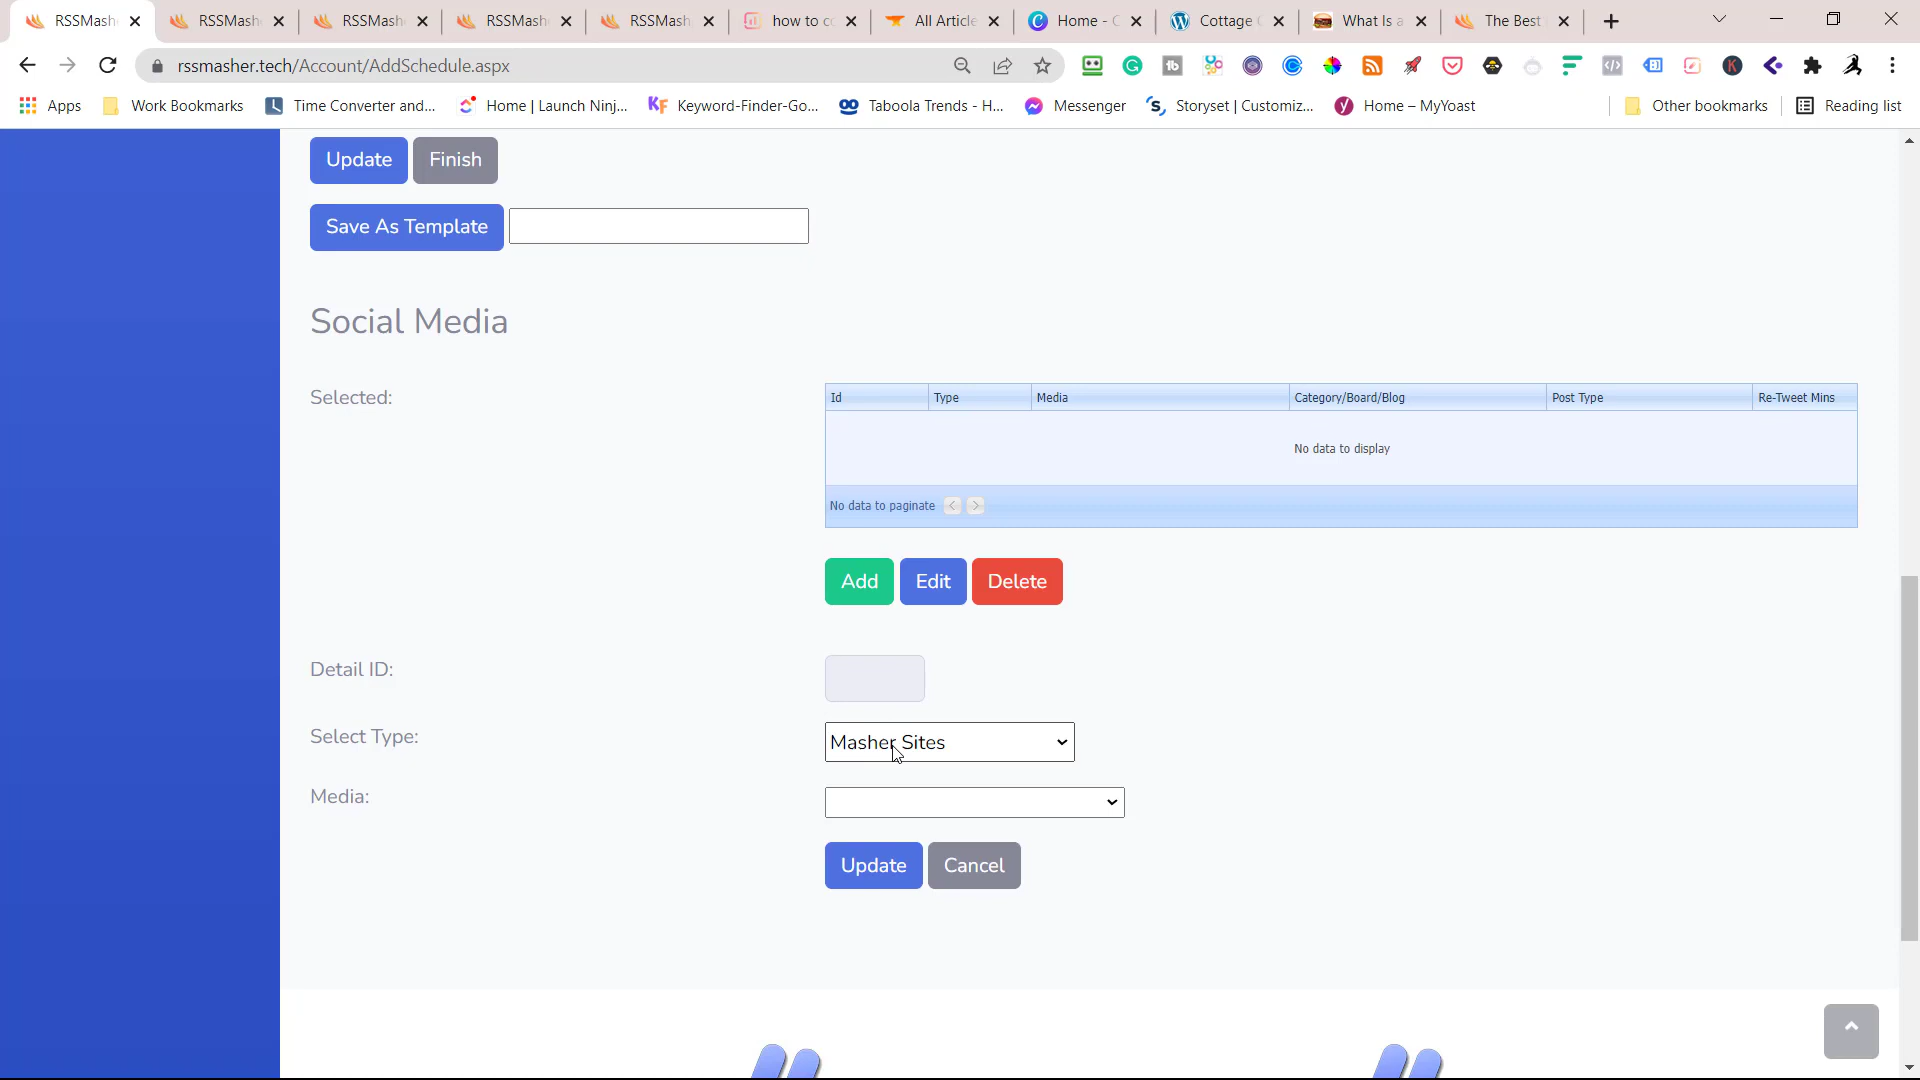 RSSMash
RSSMash
RSSMashe
RSSMash
RSSMash
how to co
All Article
Home - C
Cottage
What Is a
The Best
rssmasher.tech/Account/AddSchedule.aspx
Apps
Work Bookmarks
Time Converter and...
Home | Launch Ninj...
Keyword-Finder-Go...
Taboola Trends - H...
Messenger
Storyset | Customiz...
Home – MyYoast
Other bookmarks
Reading list
Update
Finish
Save As Template
Social Media
Selected:
Id
Type
Media
Category/Board/Blog
Post Type
Re-Tweet Mins
No data to display
No data to paginate
Add
Edit
Delete
Detail ID:
Select Type:
Masher Sites
Media:
Update
Cancel